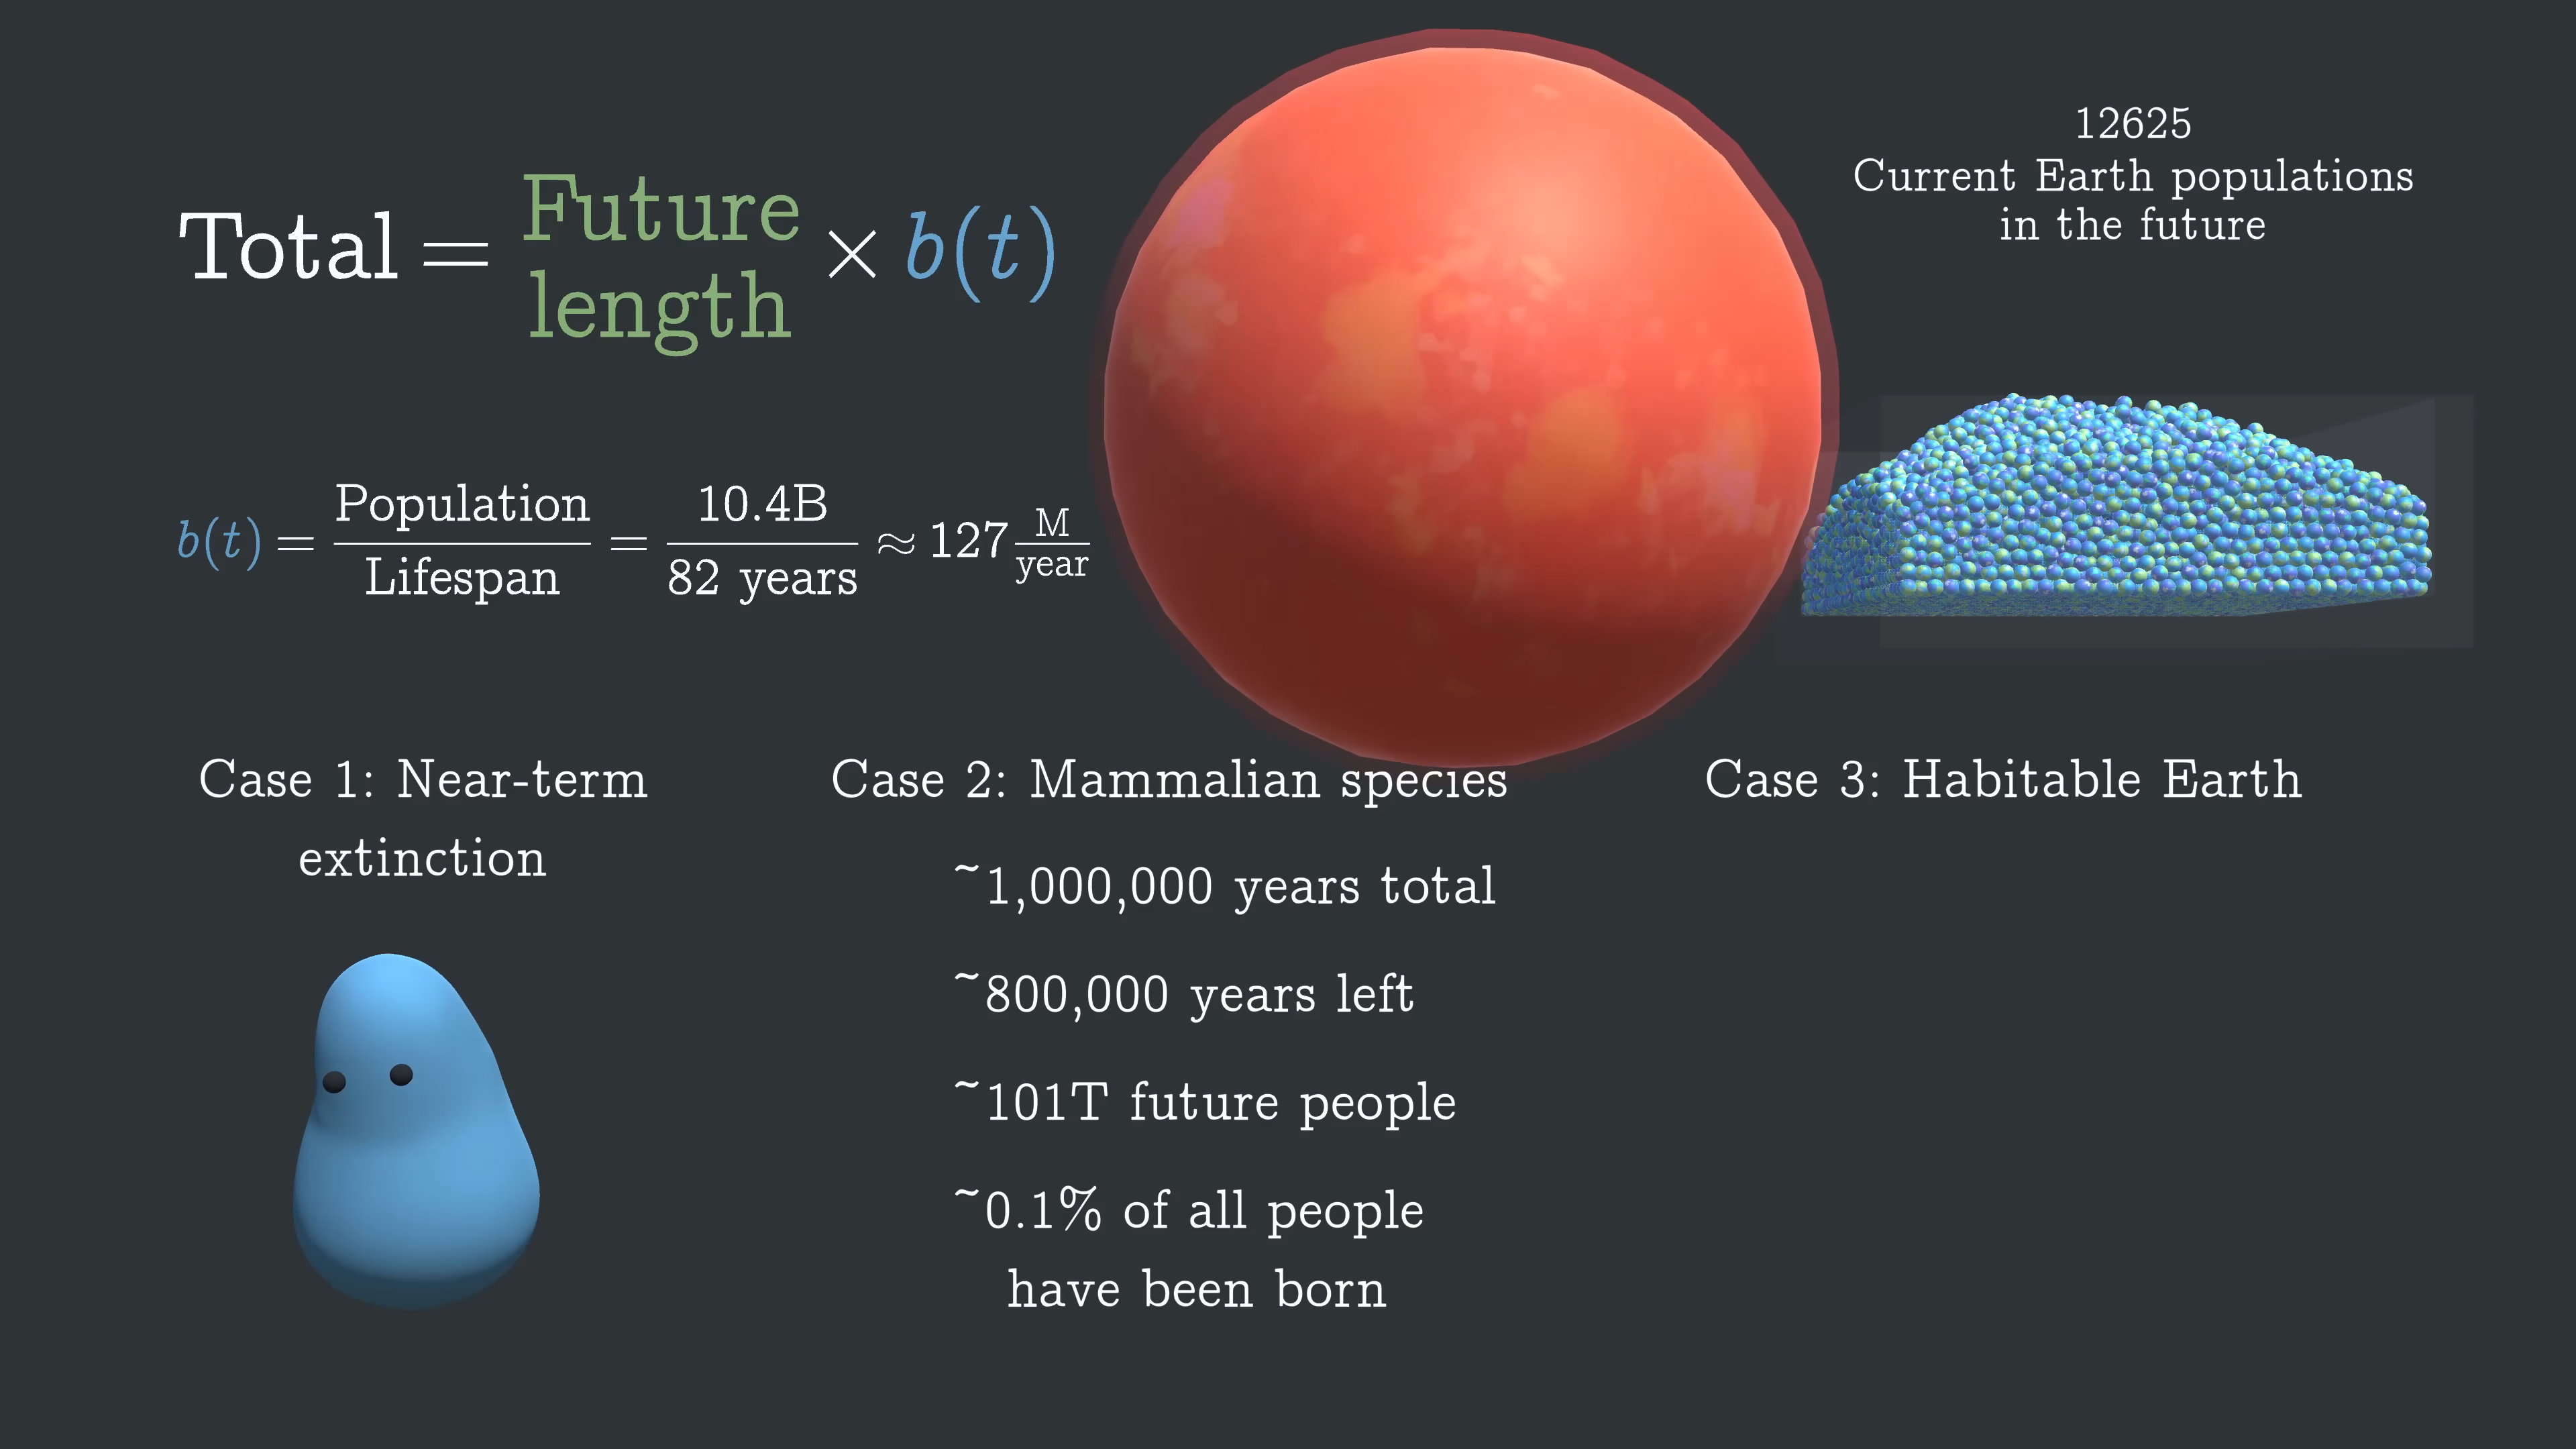 12625
Current Earth populations
in the future
Total = Future length × b(t)
b(t) = Population / Lifespan = 10.4B / 82 years ≈ 127 M / year
Case 1: Near-term
extinction
Case 2: Mammalian species
~1,000,000 years total
~800,000 years left
~101T future people
~0.1% of all people
have been born
Case 3: Habitable Earth